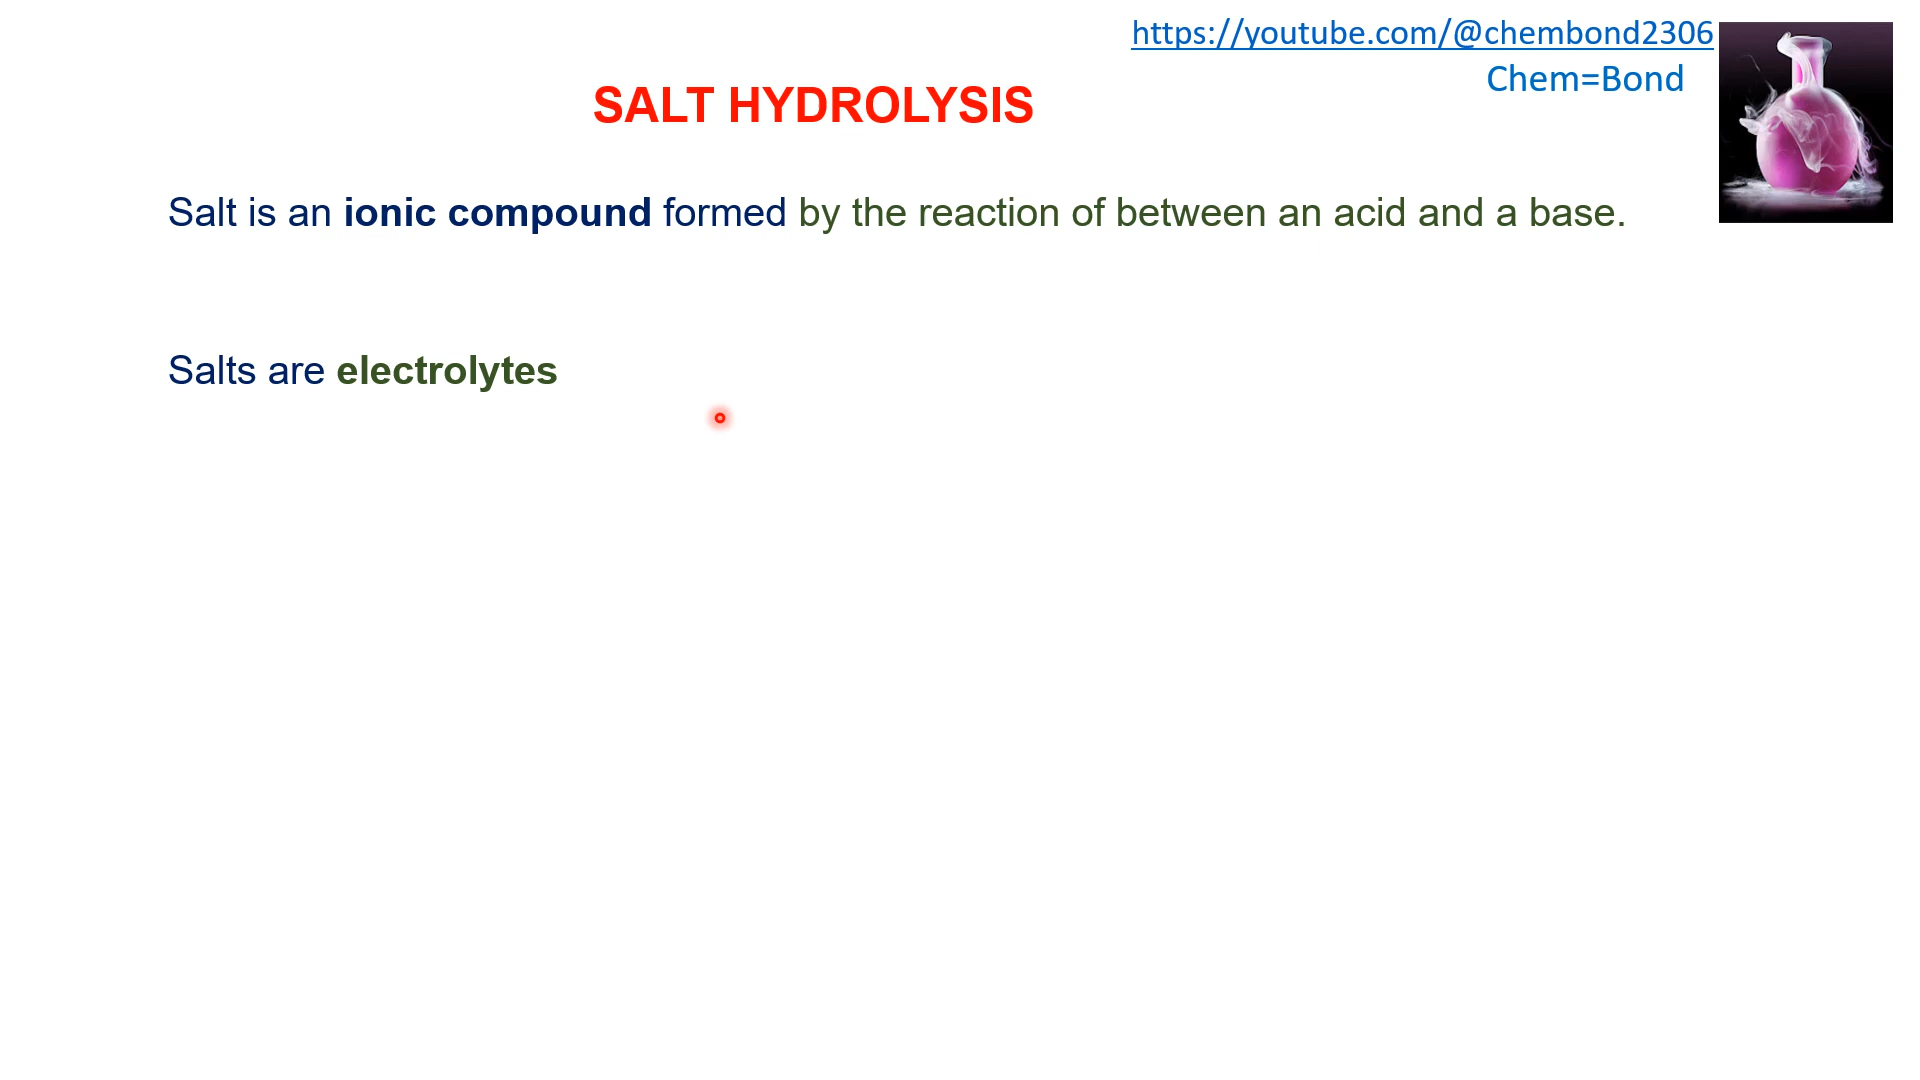 https://youtube.com/@chembond2306
Chem=Bond
SALT HYDROLYSIS
Salt is an ionic compound formed by the reaction of between an acid and a base.
Salts are electrolytes